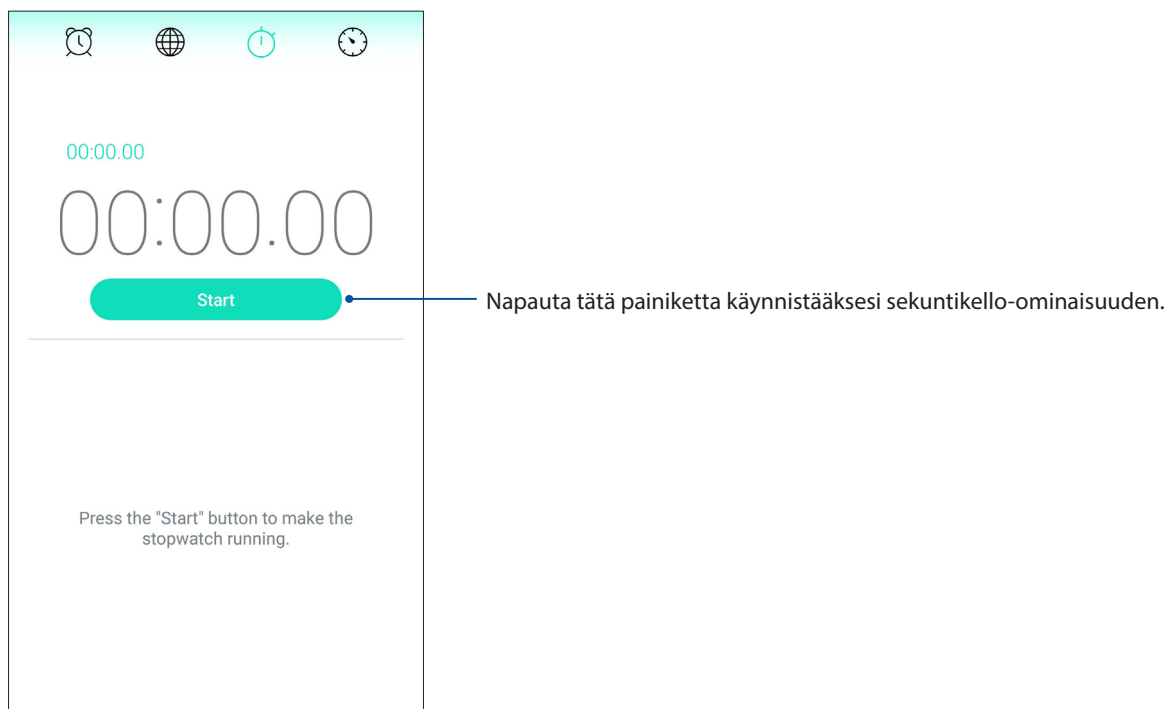 00:00.00
00:00.00
Start
Napauta tätä painiketta käynnistääksesi sekuntikello-ominaisuuden.
Press the "Start" button to make the
stopwatch running.